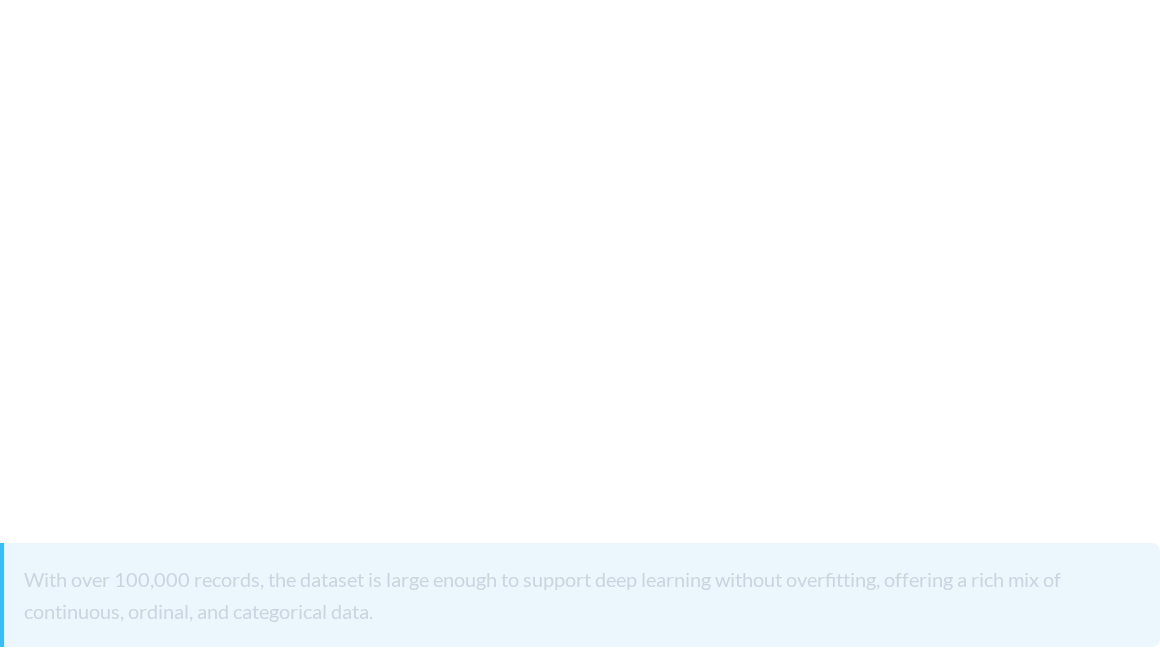 With over 100,000 records, the dataset is large enough to support deep learning without overfitting, offering a rich mix of
continuous, ordinal, and categorical data.